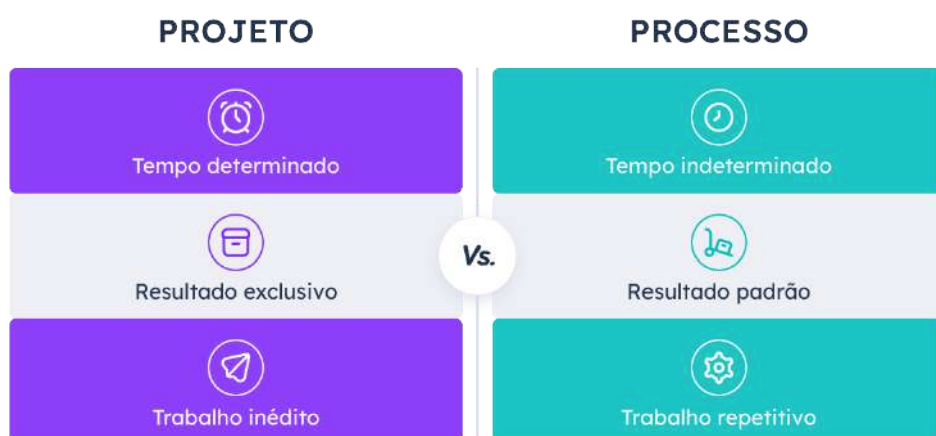 PROJETO
PROCESSO
Tempo determinado
Tempo indeterminado
Vs.
Resultado exclusivo
Resultado padrão
Trabalho inédito
Trabalho repetitivo